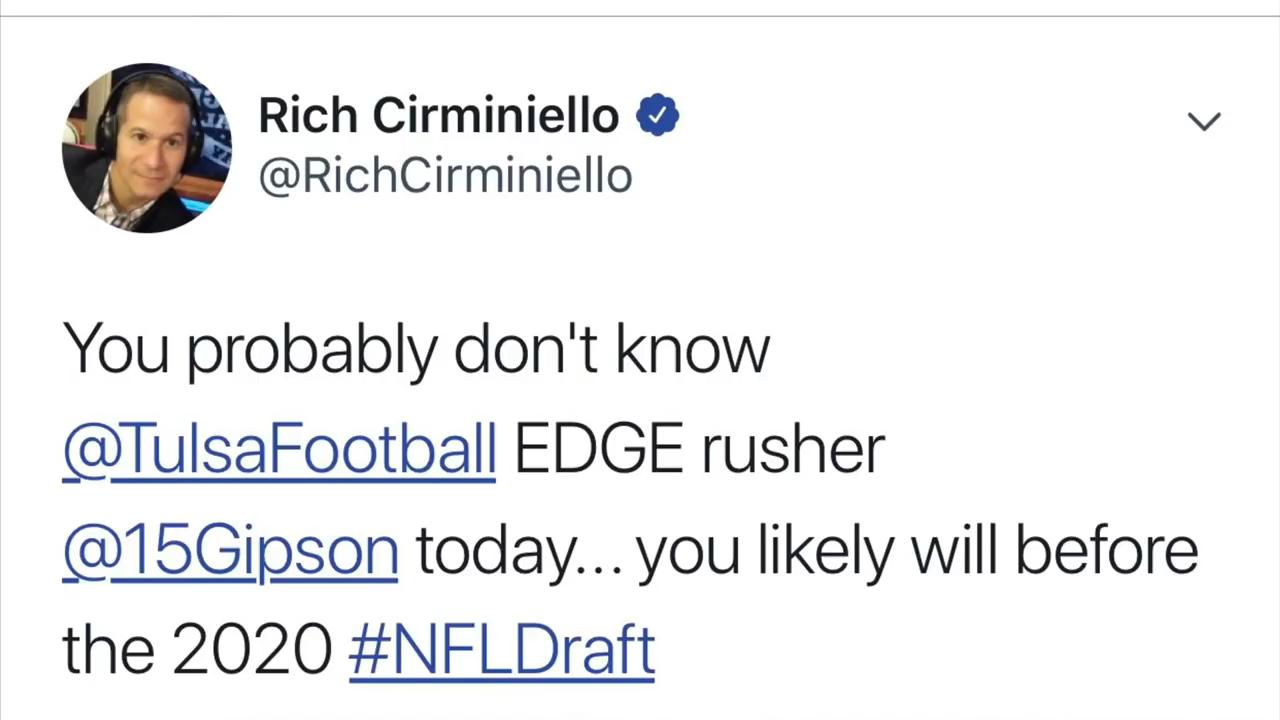 Rich Cirminiello
@RichCirminiello
You probably don't know
@TulsaFootball EDGE rusher
@15Gipson today... you likely will before
the 2020 #NFLDraft